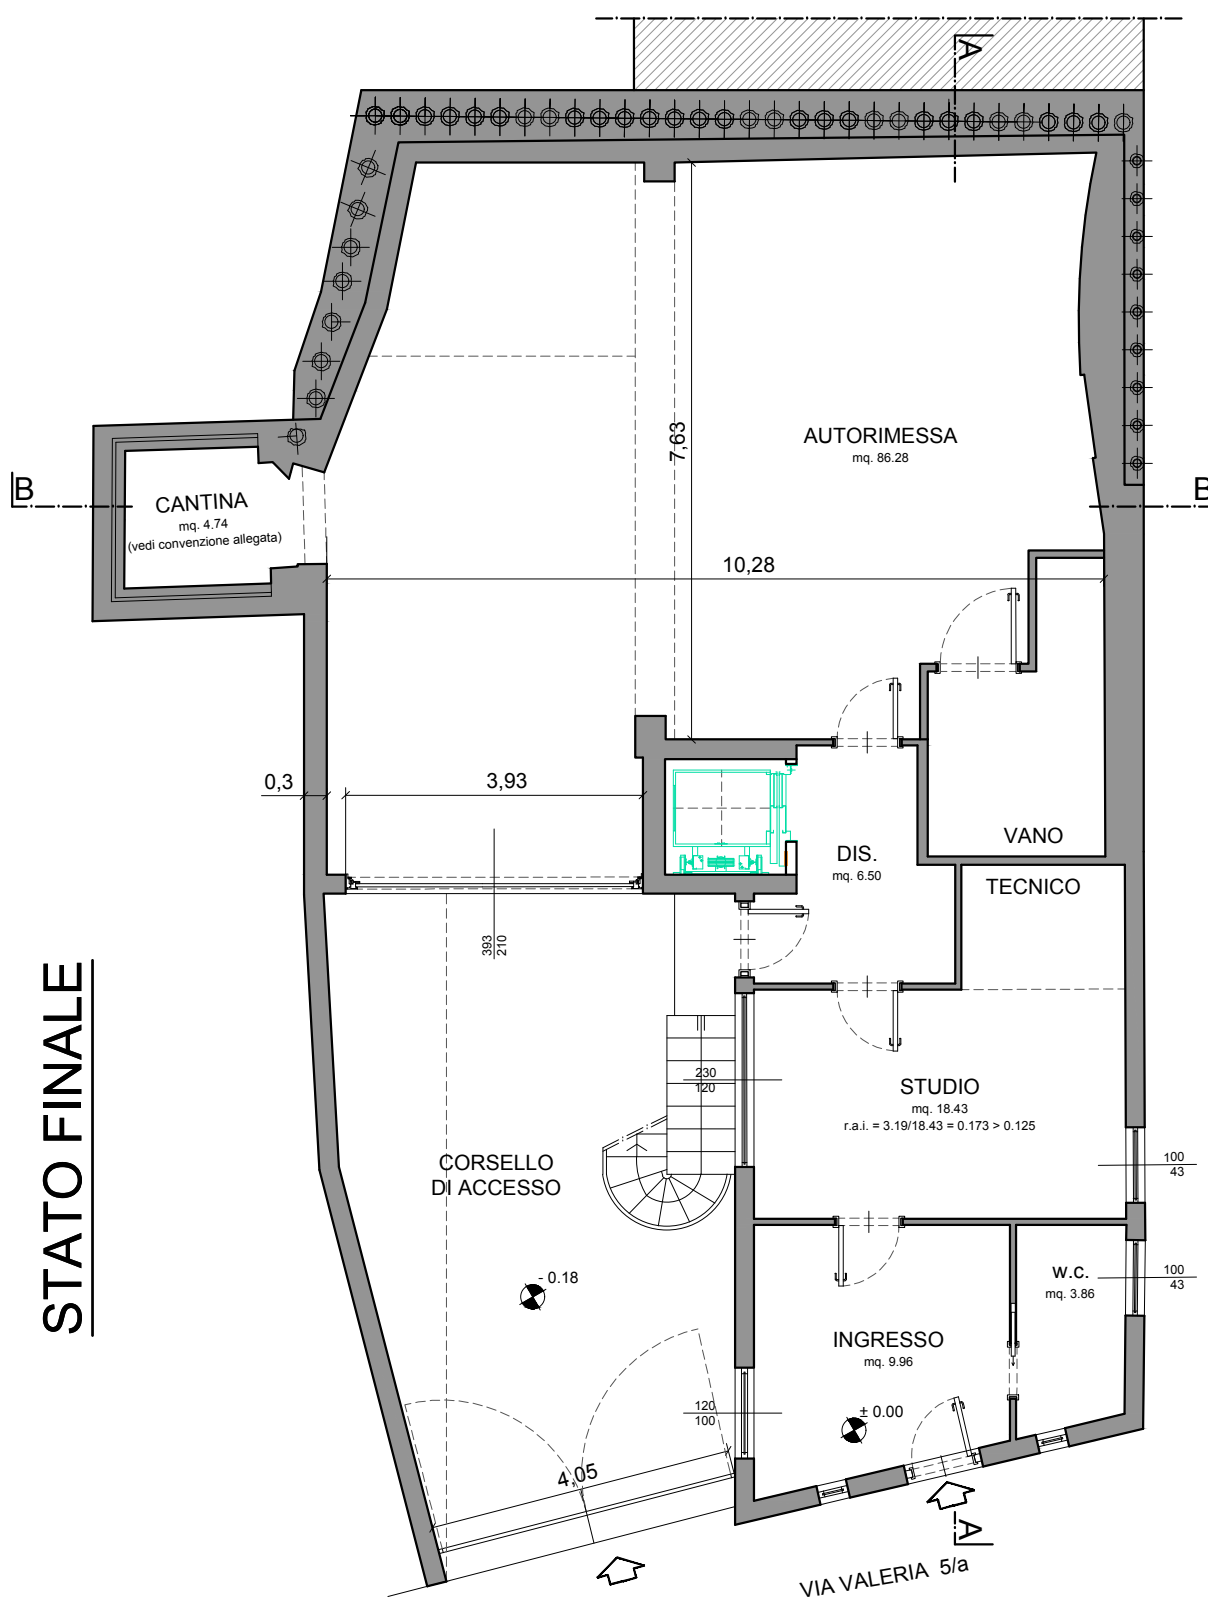 A
B
B
7,63
AUTORIMESSA
mq. 86.28
CANTINA
mq. 4.74
(vedi convenzione allegata)
10,28
0,3
3,93
VANO
DIS.
mq. 6.50
TECNICO
393
210
STATO FINALE
230
120
STUDIO
mq. 18.43
r.a.i. = 3.19/18.43 = 0.173 > 0.125
CORSELLO
DI ACCESSO
100
43
- 0.18
w.c.
mq. 3.86
100
43
INGRESSO
mq. 9.96
120
100
± 0.00
4,05
A
VIA VALERIA 5/a